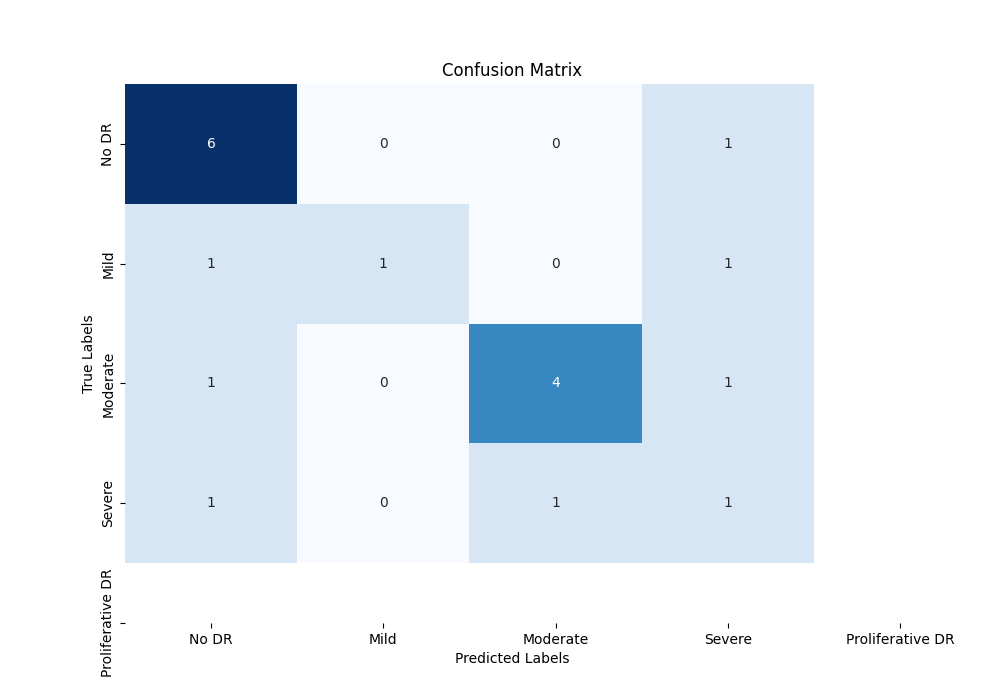 Confusion Matrix
True Labels
No DR
6 0 0 1
Mild
1 1 0 1
Moderate
1 0 4 1
Severe
1 0 1 1
Proliferative DR
No DR Mild Moderate Severe Proliferative DR
Predicted Labels